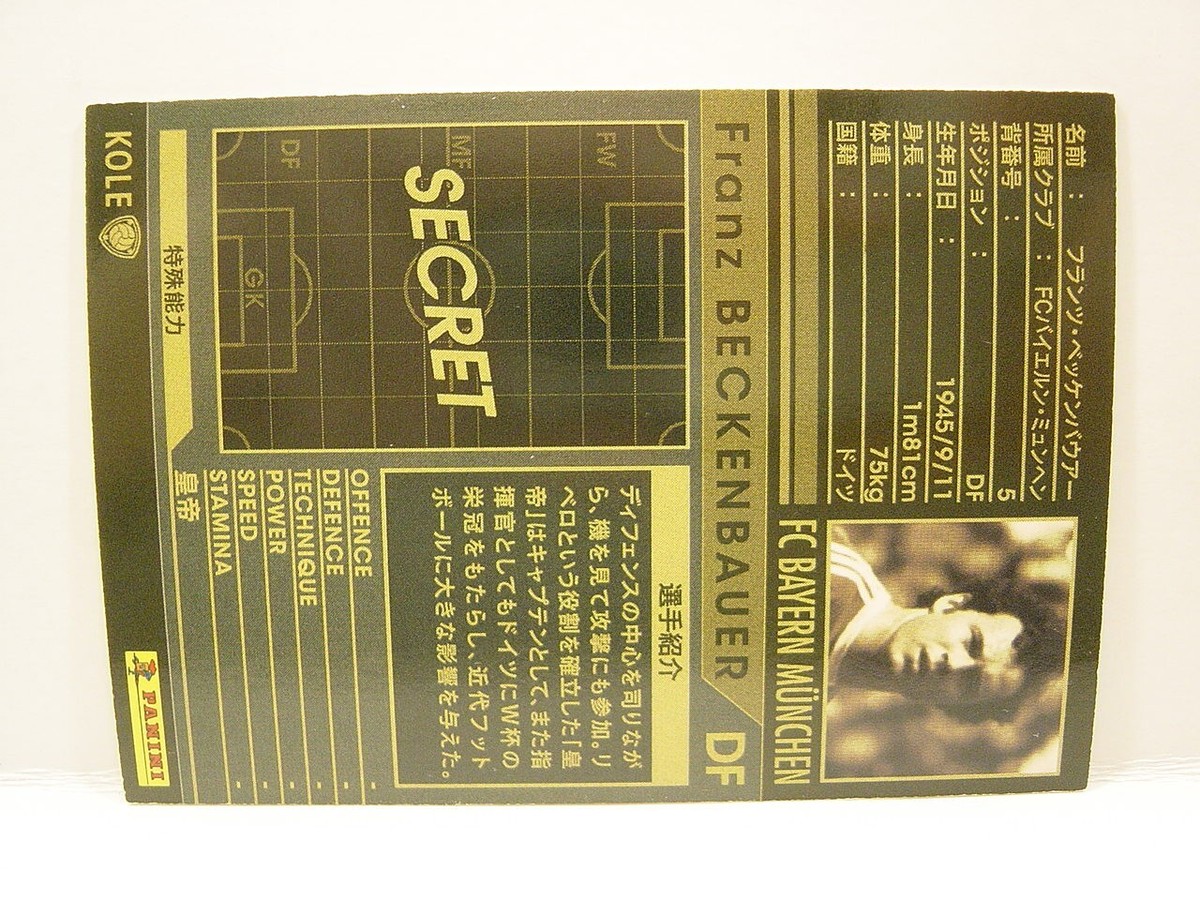 名前 : フランツ・ベッケンバウアー
所属クラブ : FCバイエルン・ミュンヘン
背番号 : 5
ポジション : DF
生年月日 : 1945/9/11
身長 : 1m81cm
体重 : 75kg
国籍 : ドイツ
FC BAYERN MÜNCHEN
Franz BECKENBAUER DF
FW
MF
DF
GK
SECRET
選手紹介
ディフェンスの中心を司りなが
ら、機を見て攻撃にも参加。リ
ベロという役割を確立した「皇
帝」はキャプテンとして、また指
揮官としてもドイツにW杯の
栄冠をもたらし、近代フット
ボールに大きな影響を与えた。
OFFENCE -
DEFENCE -
TECHNIQUE -
POWER -
SPEED -
STAMINA -
特殊能力
皇帝
KOLE
PANINI